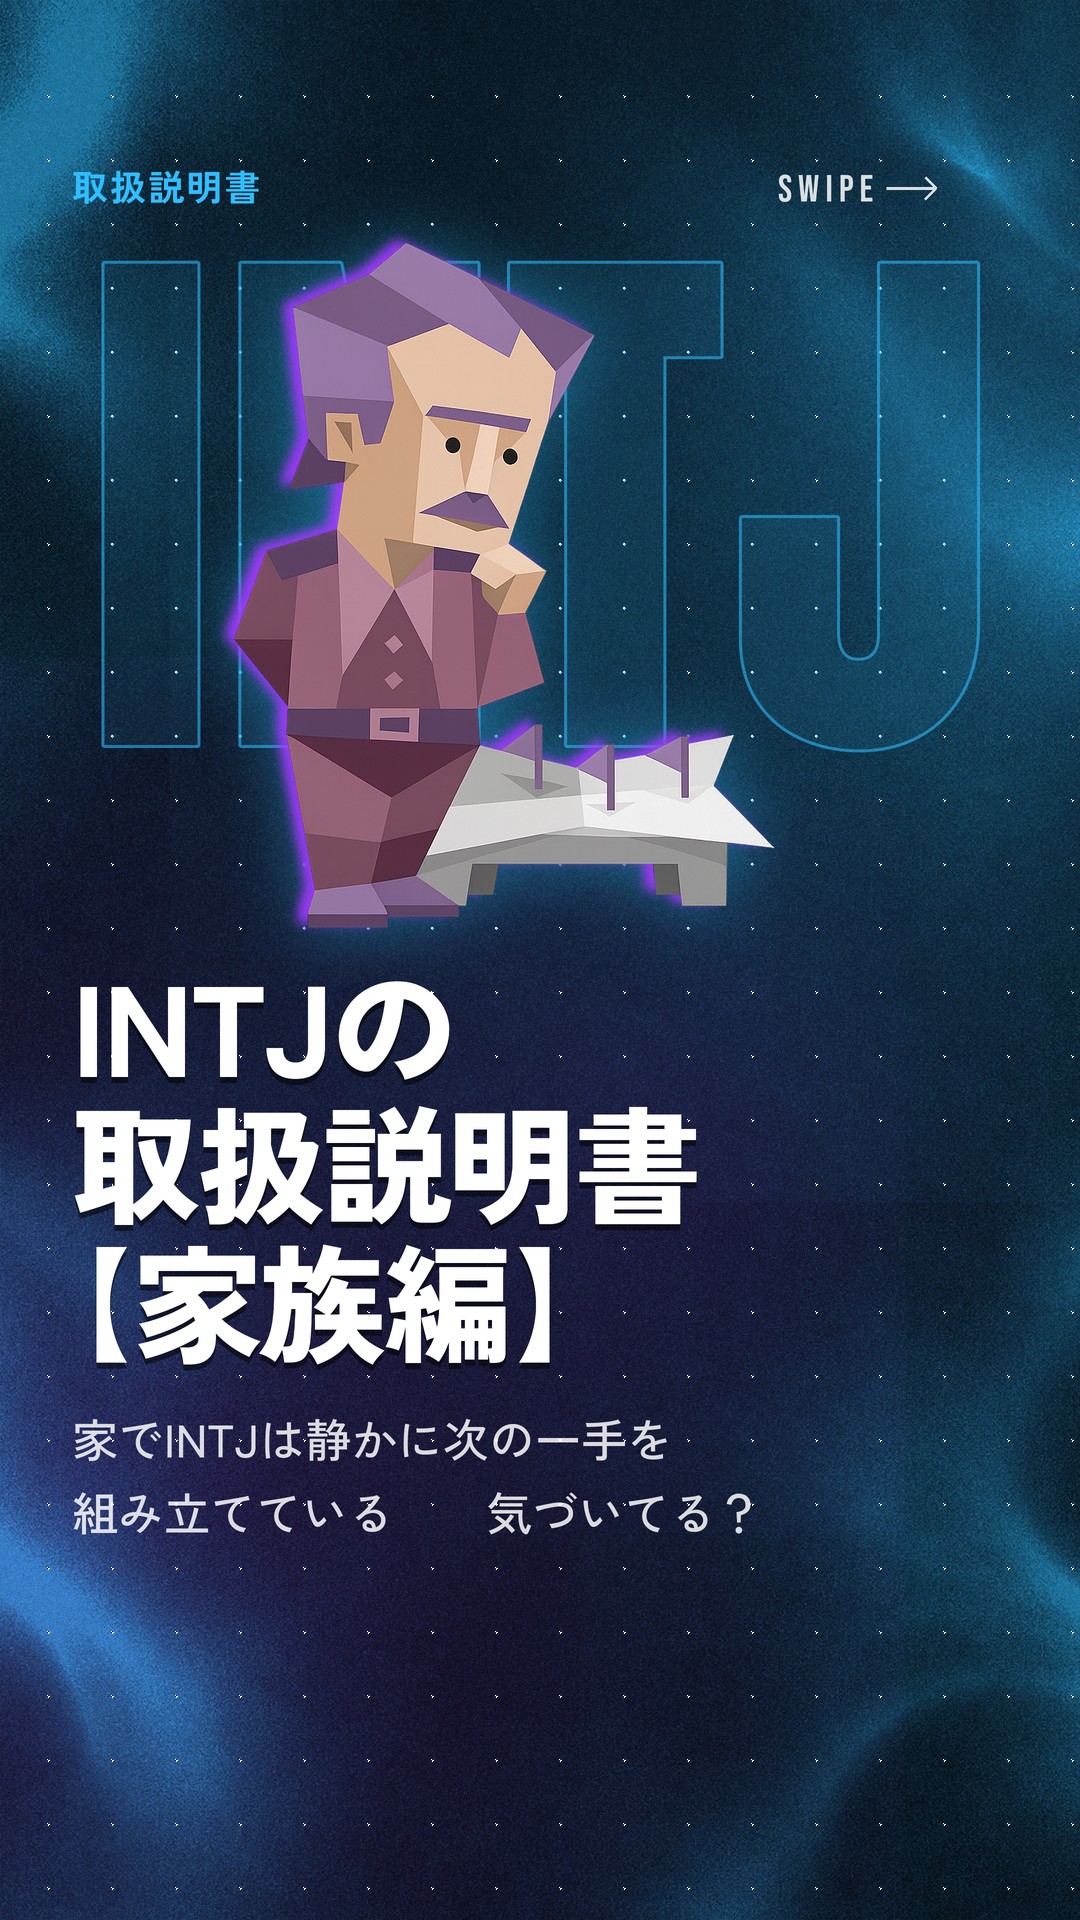 取扱説明書
SWIPE
INTJ
INTJの
取扱説明書
【家族編】
家でINTJは静かに次の一手を
組み立てている　　気づいてる？